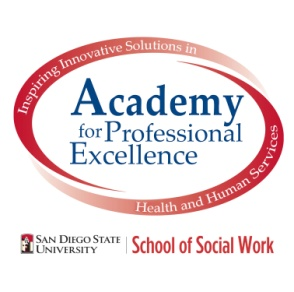 Inspiring Innovative Solutions in
Academy
for Professional
Excellence
Health and Human Services
SAN DIEGO STATE
UNIVERSITY
School of Social Work